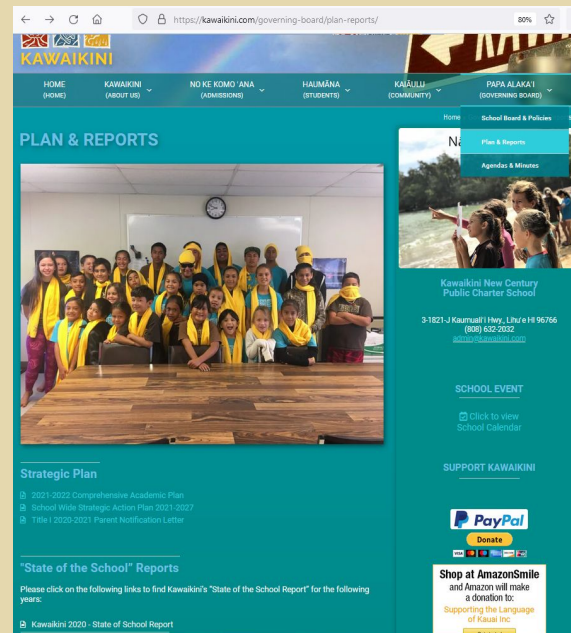 https://kawaikini.com/governing-board/plan-reports/
80%
KAWAIKINI
HOME
(HOME)
KAWAIKINI
(ABOUT US)
NO KE KOMO ʻANA
(ADMISSIONS)
HAUMĀNA
(STUDENTS)
KAIĀULU
(COMMUNITY)
PAPA ALAKAʻI
(GOVERNING BOARD)
Home
School Board & Policies
Plan & Reports
Agendas & Minutes
PLAN & REPORTS
Kawaikini New Century
Public Charter School
3-1821-J Kaumualiʻi Hwy., Lihuʻe HI 96766
(808) 632-2032
admin@kawaikini.com
SCHOOL EVENT
Click to view
School Calendar
SUPPORT KAWAIKINI
PayPal
Donate
VISA
Shop at AmazonSmile
and Amazon will make
a donation to:
Supporting the Language
of Kauai Inc
Strategic Plan
2021-2022 Comprehensive Academic Plan
School Wide Strategic Action Plan 2021-2027
Title I 2020-2021 Parent Notification Letter
“State of the School” Reports
Please click on the following links to find Kawaikini's “State of the School Report” for the following
years:
Kawaikini 2020 - State of School Report